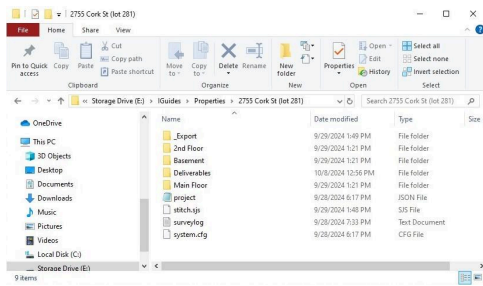 2755 Cork St (lot 281)
File Home Share View
Pin to Quick access
Copy
Paste
Cut
Copy path
Paste shortcut
Move to
Copy to
Delete
Rename
New folder
Properties
Open
Edit
History
Select all
Select none
Invert selection
Clipboard Organize New Open Select
« Storage Drive (E:) › IGuides › Properties › 2755 Cork St (lot 281)
Search 2755 Cork St (lot 281)
Name Date modified Type Size
OneDrive
This PC
3D Objects
Desktop
Documents
Downloads
Music
Pictures
Videos
Local Disk (C:)
Storage Drive (E:)
_Export 9/29/2024 1:49 PM File folder
2nd Floor 9/29/2024 1:21 PM File folder
Basement 9/29/2024 1:21 PM File folder
Deliverables 10/8/2024 12:56 PM File folder
Main Floor 9/29/2024 1:21 PM File folder
project 9/28/2024 6:17 PM JSON File
stitch.sjs 9/29/2024 1:48 PM SJS File
surveylog 9/28/2024 7:33 PM Text Document
system.cfg 9/28/2024 6:17 PM CFG File
9 items